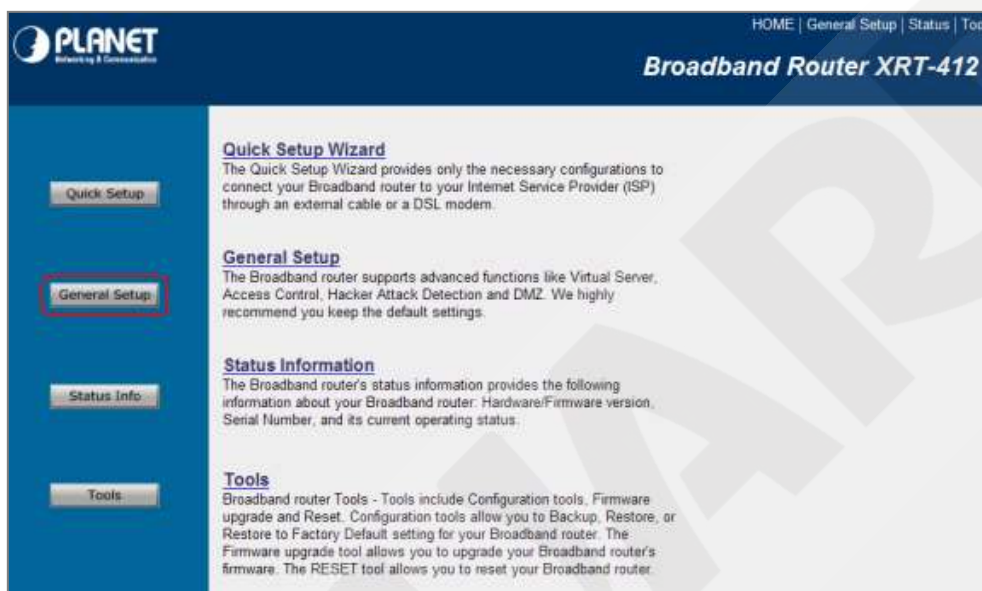 PLANET
Networking & Communication
HOME | General Setup | Status |
Broadband Router XRT-412
Quick Setup
Quick Setup Wizard
The Quick Setup Wizard provides only the necessary configurations to
connect your Broadband router to your Internet Service Provider (ISP)
through an external cable or a DSL modem.
General Setup
General Setup
The Broadband router supports advanced functions like Virtual Server,
Access Control, Hacker Attack Detection and DMZ. We highly
recommend you keep the default settings.
Status Info
Status Information
The Broadband router's status information provides the following
information about your Broadband router: Hardware/Firmware version,
Serial Number, and its current operating status.
Tools
Tools
Broadband router Tools - Tools include Configuration tools, Firmware
upgrade and Reset. Configuration tools allow you to Backup, Restore, or
Restore to Factory Default setting for your Broadband router. The
Firmware upgrade tool allows you to upgrade your Broadband router's
firmware. The RESET tool allows you to reset your Broadband router.